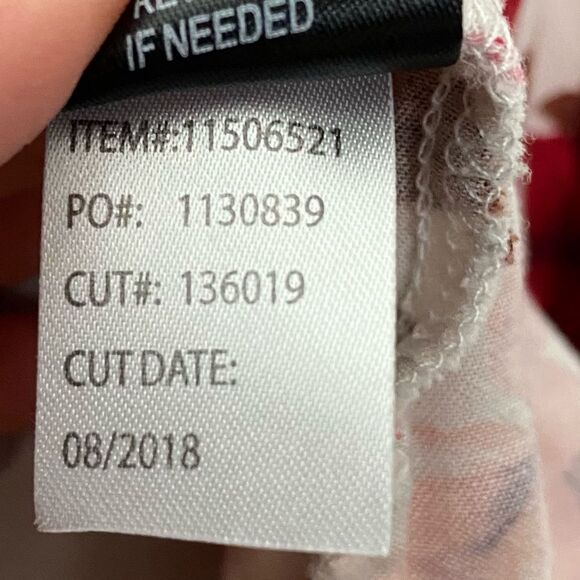 IF NEEDED
ITEM#:11506521
PO#: 1130839
CUT#: 136019
CUT DATE:
08/2018